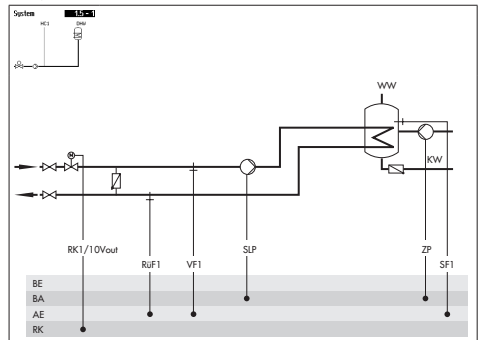 System 1.5 - 1
HC1 DHW
WW
KW
RK1/10Vout
RüF1 VF1 SLP ZP SF1
BE
BA
AE
RK